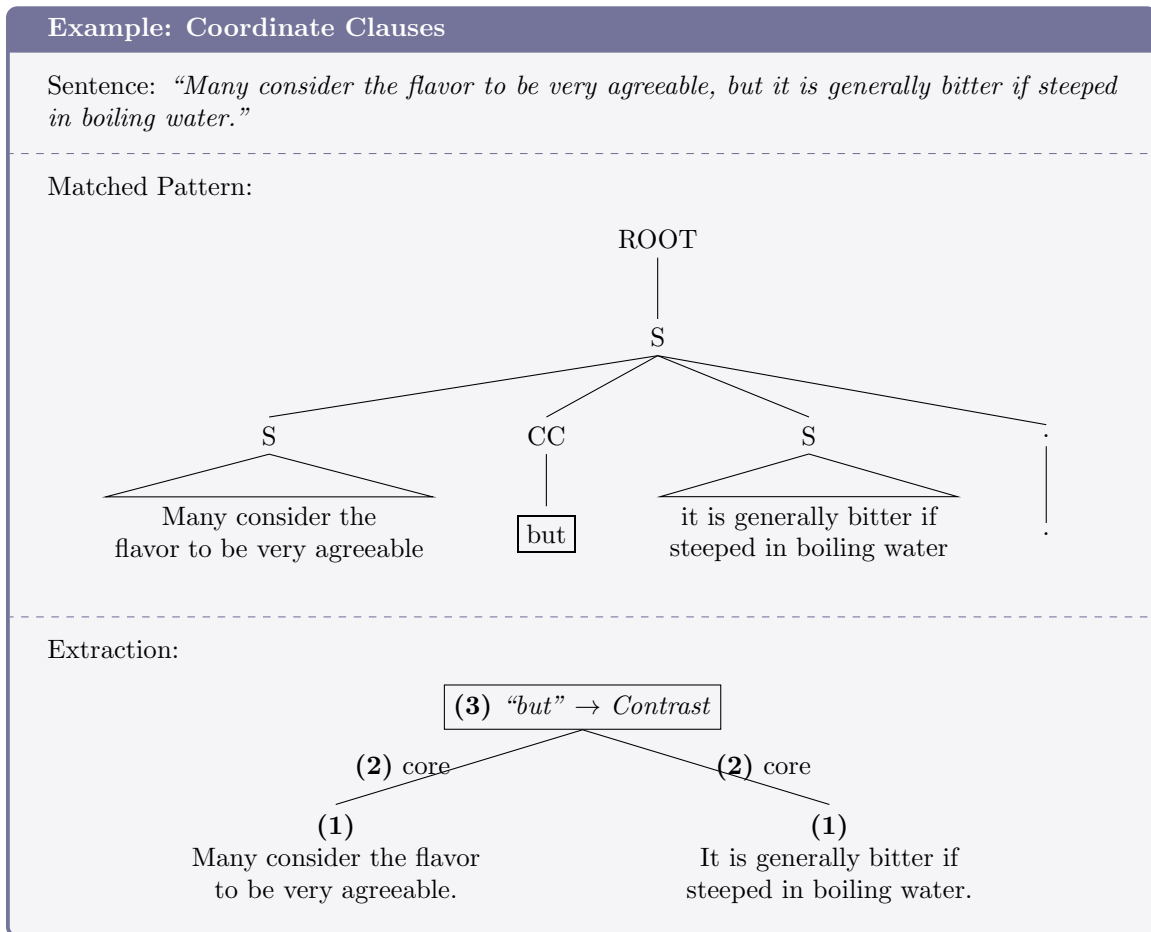 Example: Coordinate Clauses
Sentence: “Many consider the flavor to be very agreeable, but it is generally bitter if steeped
in boiling water.”
Matched Pattern:
ROOT
S
S CC S .
Many consider the
flavor to be very agreeable
but
it is generally bitter if
steeped in boiling water
.
Extraction:
(3) “but” → Contrast
(2) core (2) core
(1)
Many consider the flavor
to be very agreeable.
(1)
It is generally bitter if
steeped in boiling water.